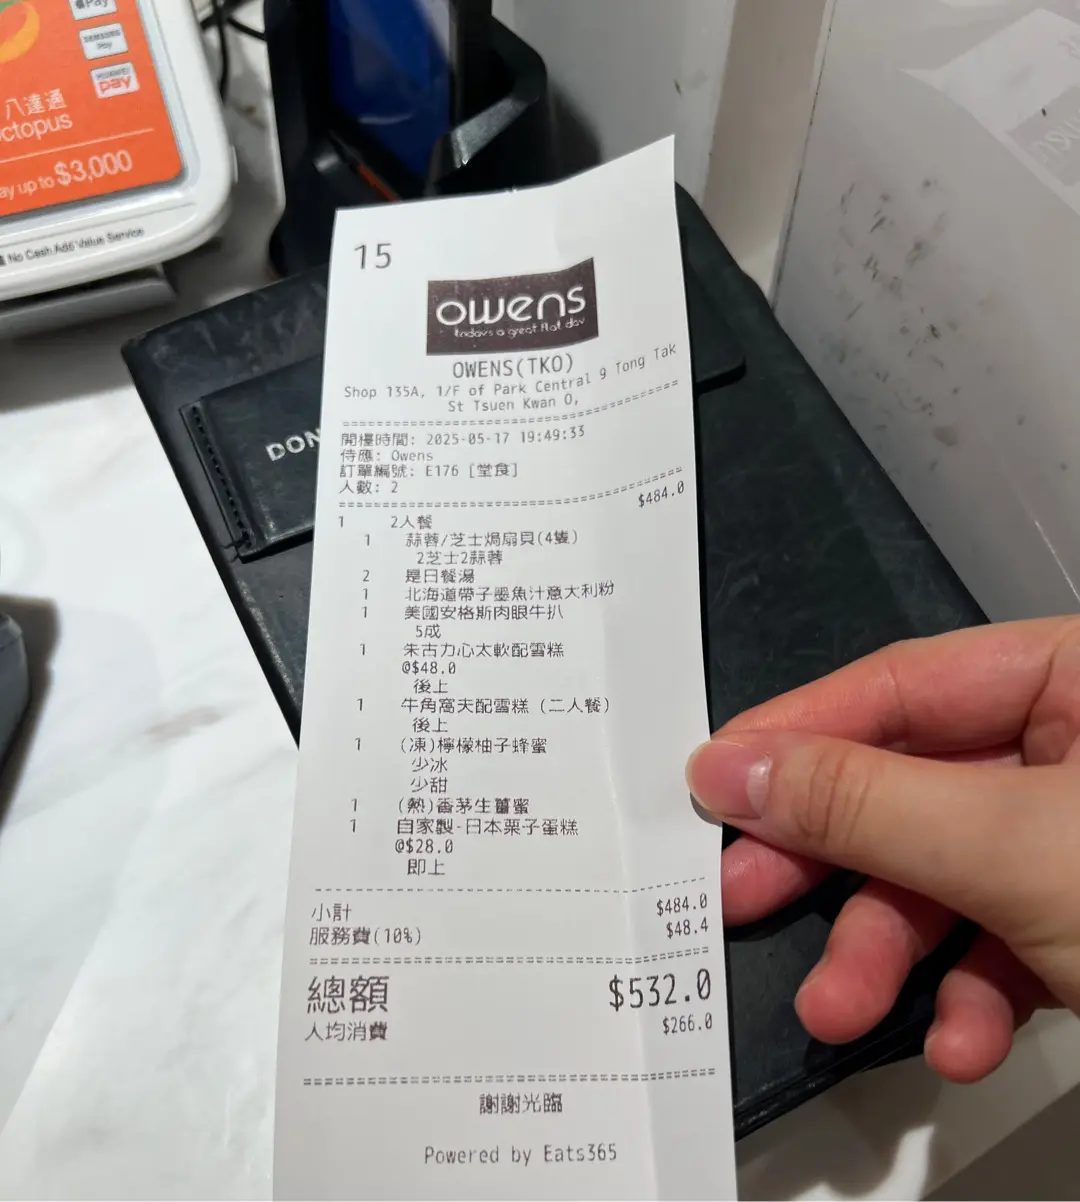 Pay
SAMSUNG
Pay
HUAWEI
pay
八達通
ctopus
ay up to $3,000
No Cash Add Value Service
DON
15
owens
todays a great flat day
OWENS(TKO)
Shop 135A, 1/F of Park Central 9 Tong Tak
St Tsuen Kwan O,
開檯時間: 2025-05-17 19:49:33
侍應: Owens
訂單編號: E176 [堂食]
人數: 2
$484.0
1 2人餐
1 蒜蓉/芝士焗扇貝(4隻)
2芝士2蒜蓉
2 是日餐湯
1 北海道帶子墨魚汁意大利粉
1 美國安格斯肉眼牛扒
5成
1 朱古力心太軟配雪糕
@$48.0
後上
1 牛角窩夫配雪糕 (二人餐)
後上
1 (凍)檸檬柚子蜂蜜
少冰
少甜
1 (熱)香茅生薑蜜
1 自家製-日本栗子蛋糕
@$28.0
即上
小計 $484.0
服務費(10%) $48.4
總額 $532.0
人均消費 $266.0
謝謝光臨
Powered by Eats365